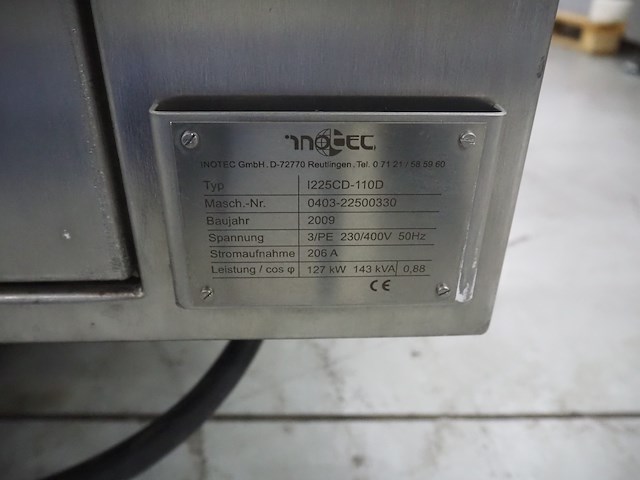 INOTEC
INOTEC GmbH. D-72770 Reutlingen. Tel. 0 71 21 / 58 59 60
Typ I225CD-110D
Masch.-Nr. 0403-22500330
Baujahr 2009
Spannung 3/PE 230/400V 50Hz
Stromaufnahme 206 A
Leistung / cos φ 127 kW 143 kVA 0,88
CE